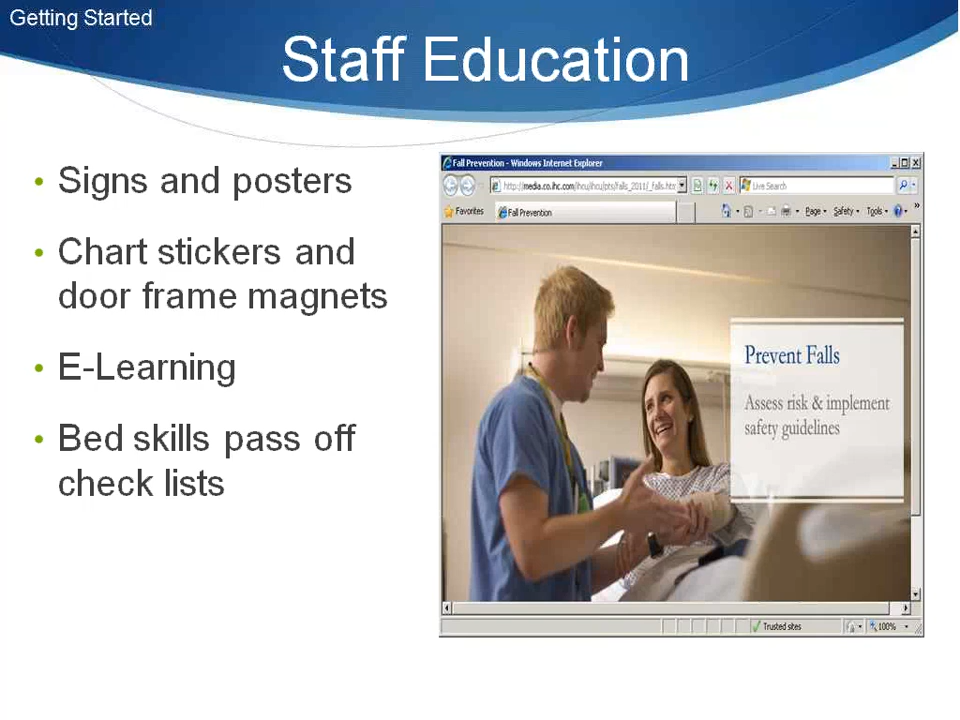 Getting Started
Staff Education
• Signs and posters
• Chart stickers and
door frame magnets
• E-Learning
• Bed skills pass off
check lists
Fall Prevention - Windows Internet Explorer
Live Search
Favorites
Fall Prevention
Page
Safety
Tools
Prevent Falls
Assess risk & implement
safety guidelines
Trusted sites
100%